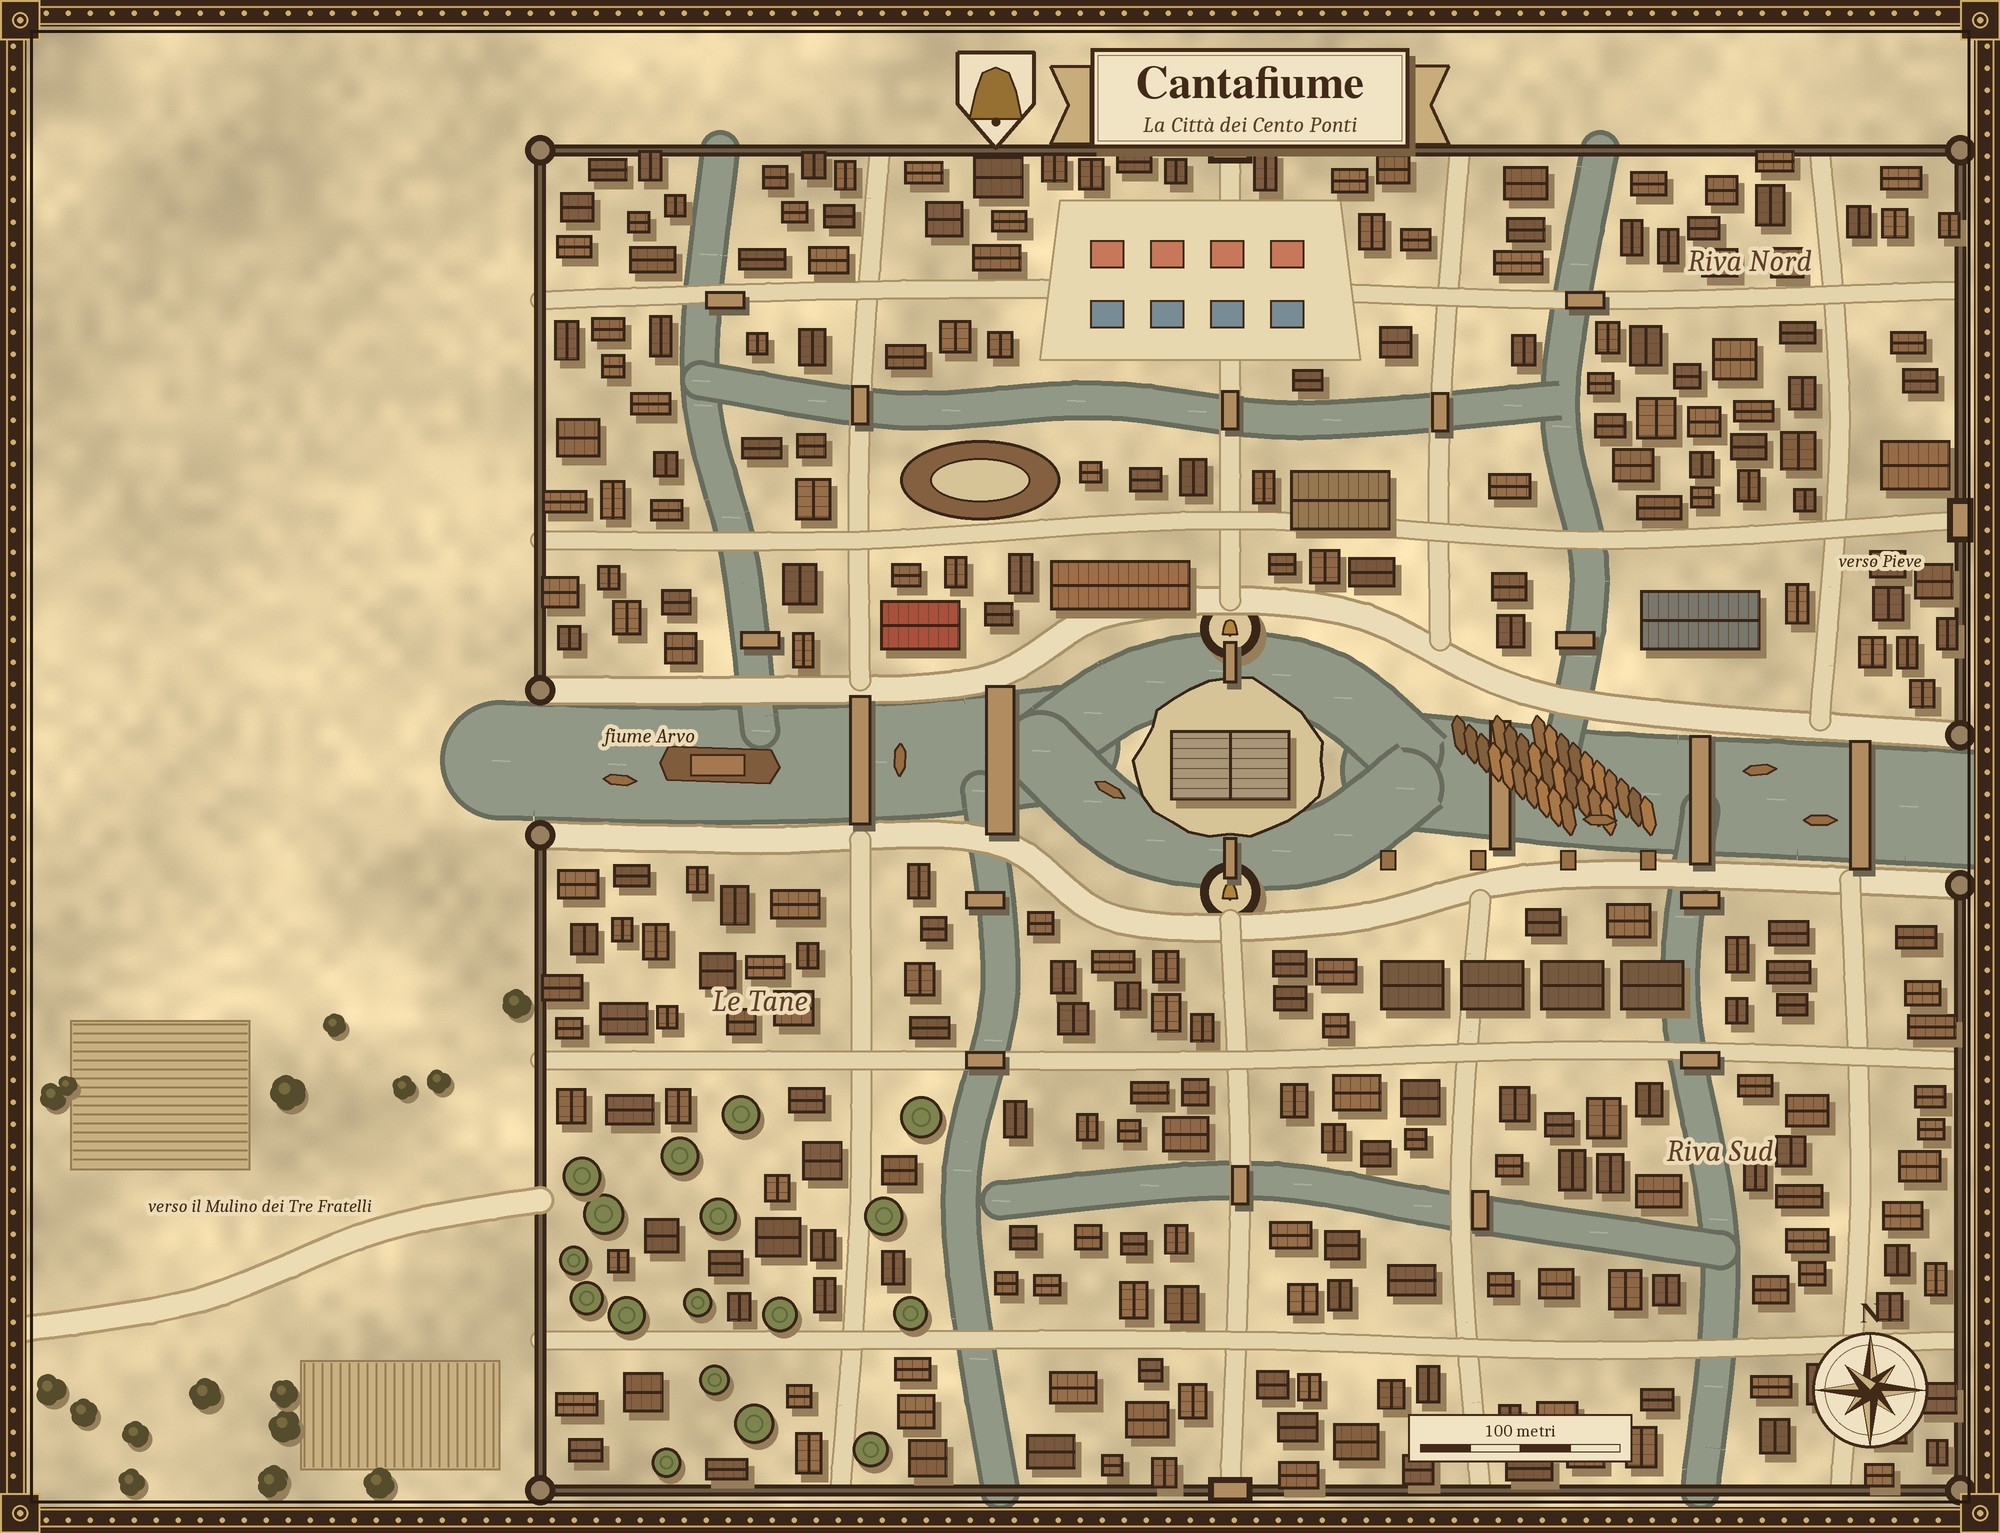 Cantafiume
La Città dei Cento Ponti
Riva Nord
verso Pieve
fiume Arvo
Le Tane
Riva Sud
verso il Mulino dei Tre Fratelli
N
100 metri